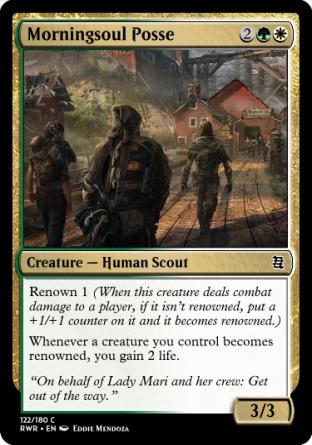 Morningsoul Posse 2
Creature — Human Scout
Renown 1 (When this creature deals combat
damage to a player, if it isn't renowned, put a
+1/+1 counter on it and it becomes renowned.)
Whenever a creature you control becomes
renowned, you gain 2 life.
“On behalf of Lady Mari and her crew: Get
out of the way.”
3/3
122/180 C
RWR • EN EDDIE MENDOZA